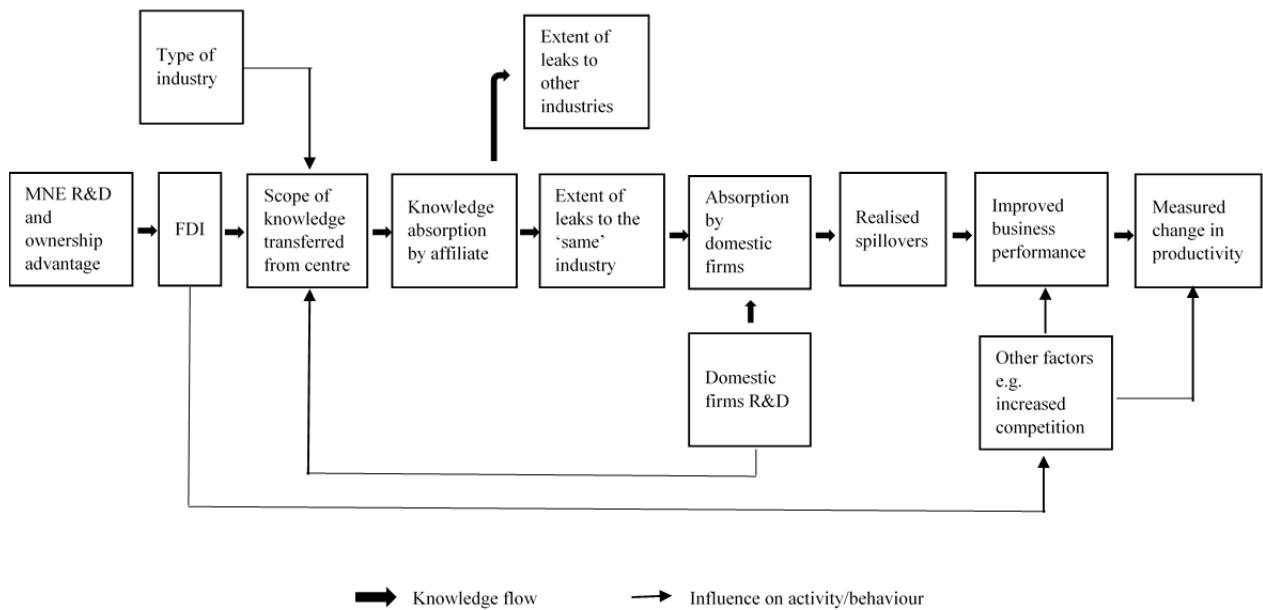 Type of
industry
Extent of
leaks to
other
industries
MNE R&D
and
ownership
advantage
FDI
Scope of
knowledge
transferred
from centre
Knowledge
absorption
by affiliate
Extent of
leaks to the
‘same’
industry
Absorption
by
domestic
firms
Realised
spillovers
Improved
business
performance
Measured
change in
productivity
Domestic
firms R&D
Other factors
e.g.
increased
competition
Knowledge flow
Influence on activity/behaviour